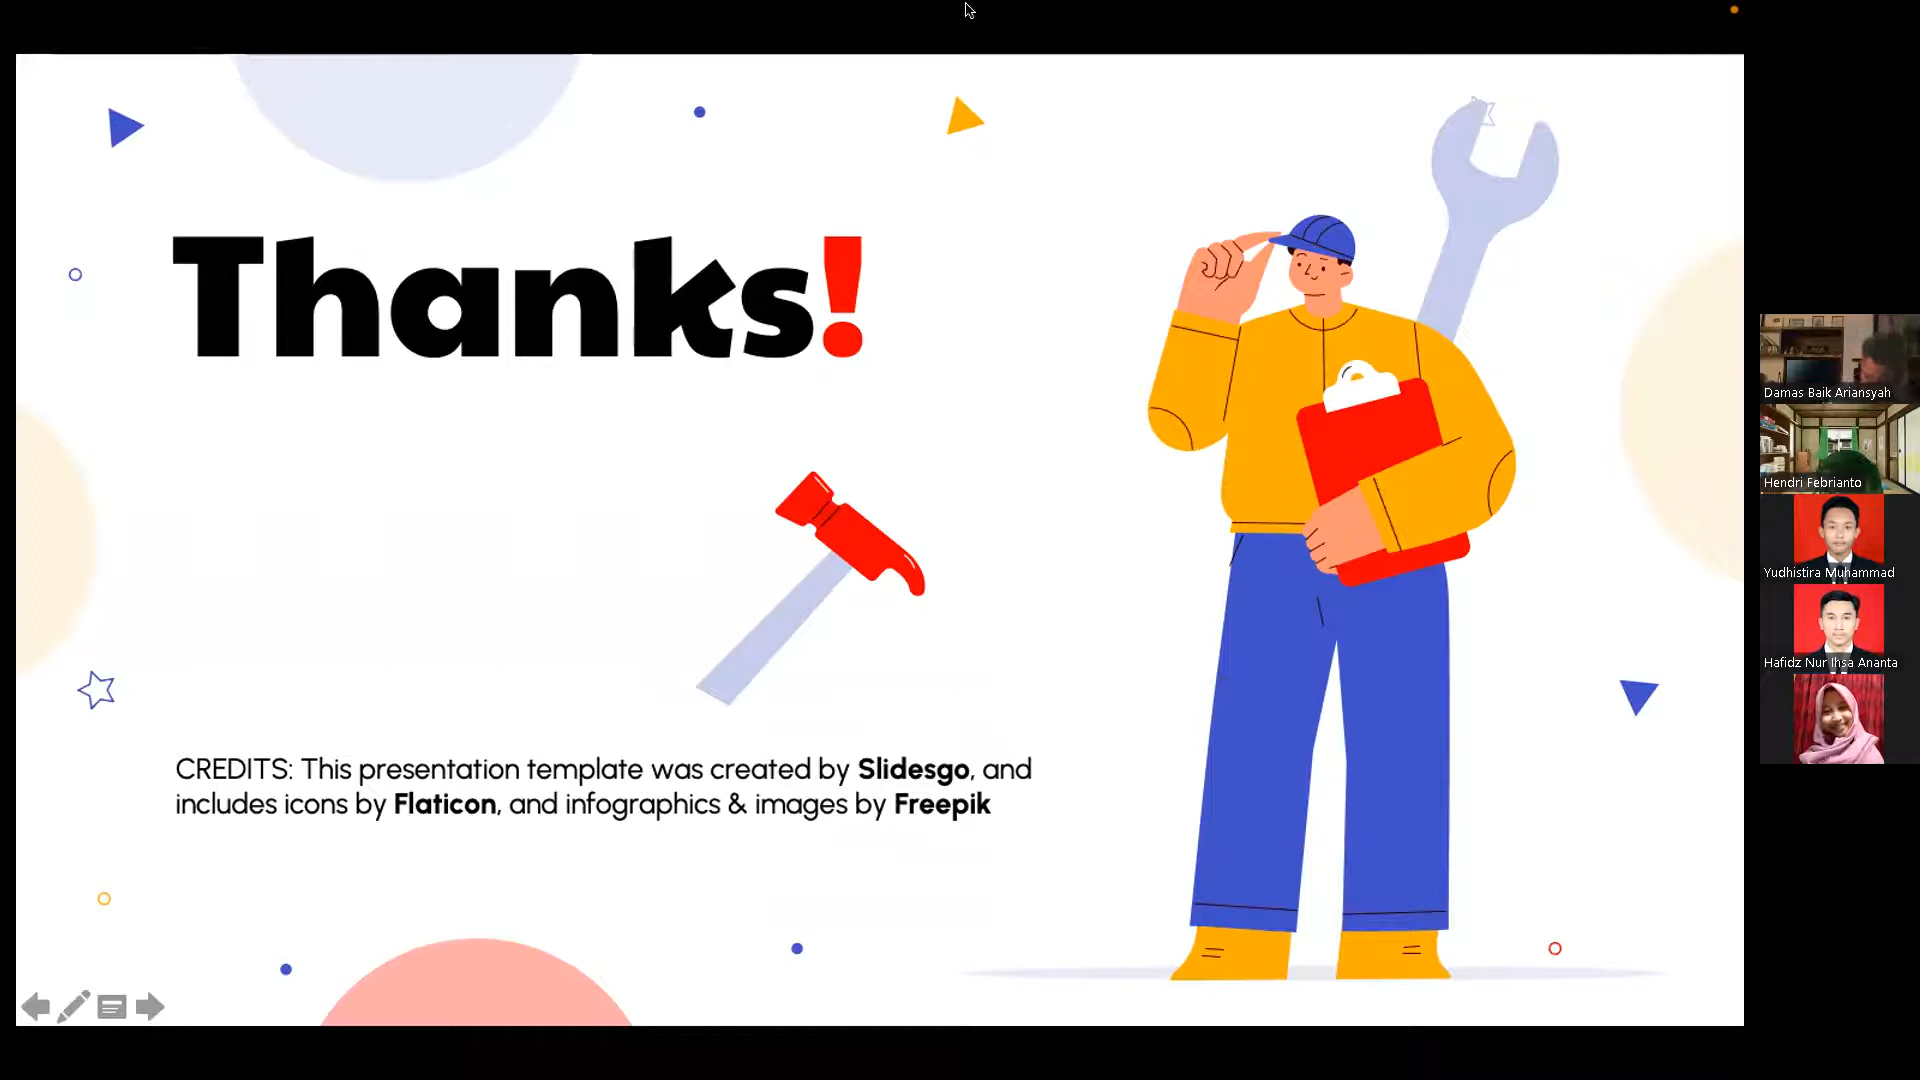 Thanks!
CREDITS: This presentation template was created by Slidesgo, and
includes icons by Flaticon, and infographics & images by Freepik
Damas Baik Ariansyah
Hendri Febrianto
Yudhistira Muhammad
Hafidz Nur Ihsa Ananta